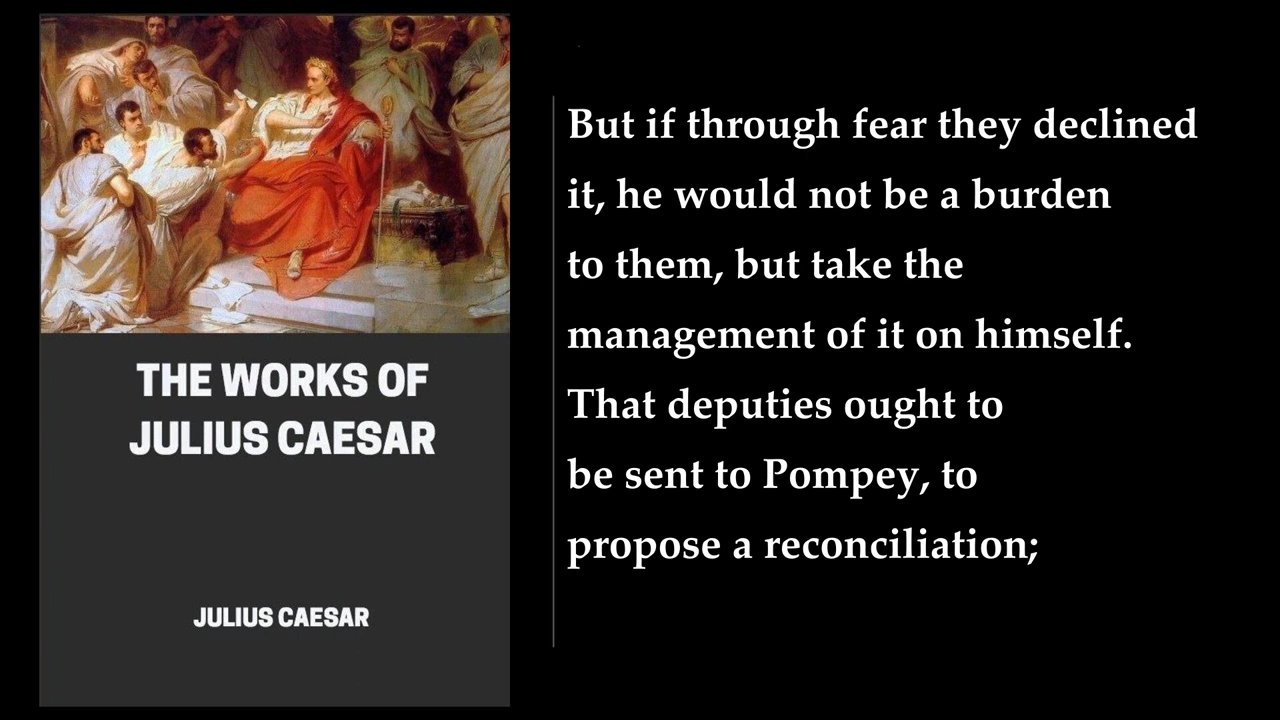 THE WORKS OF
JULIUS CAESAR
JULIUS CAESAR
But if through fear they declined
it, he would not be a burden
to them, but take the
management of it on himself.
That deputies ought to
be sent to Pompey, to
propose a reconciliation;